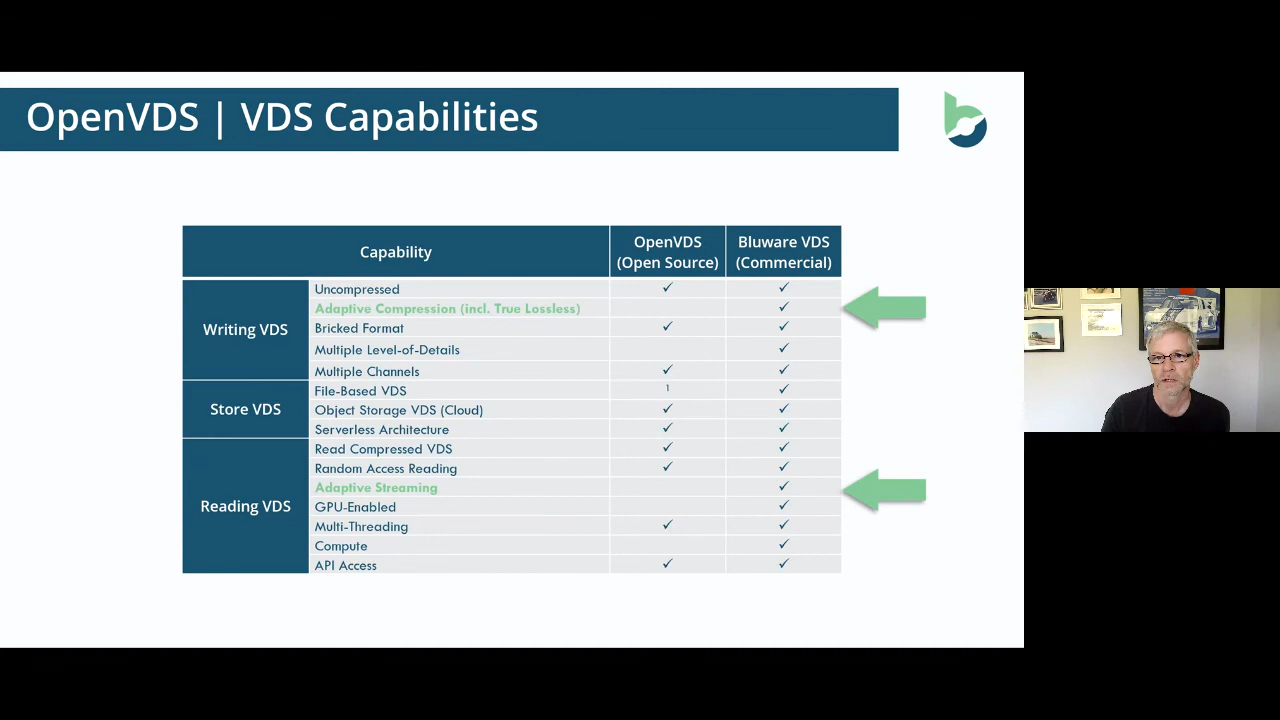 OpenVDS | VDS Capabilities
Capability
OpenVDS
(Open Source)
Bluware VDS
(Commercial)
Writing VDS
Uncompressed ✓ ✓
Adaptive Compression (incl. True Lossless) ✓
Bricked Format ✓ ✓
Multiple Level-of-Details ✓
Multiple Channels ✓ ✓
Store VDS
File-Based VDS 1 ✓
Object Storage VDS (Cloud) ✓ ✓
Serverless Architecture ✓ ✓
Reading VDS
Read Compressed VDS ✓ ✓
Random Access Reading ✓ ✓
Adaptive Streaming ✓
GPU-Enabled ✓
Multi-Threading ✓ ✓
Compute ✓
API Access ✓ ✓